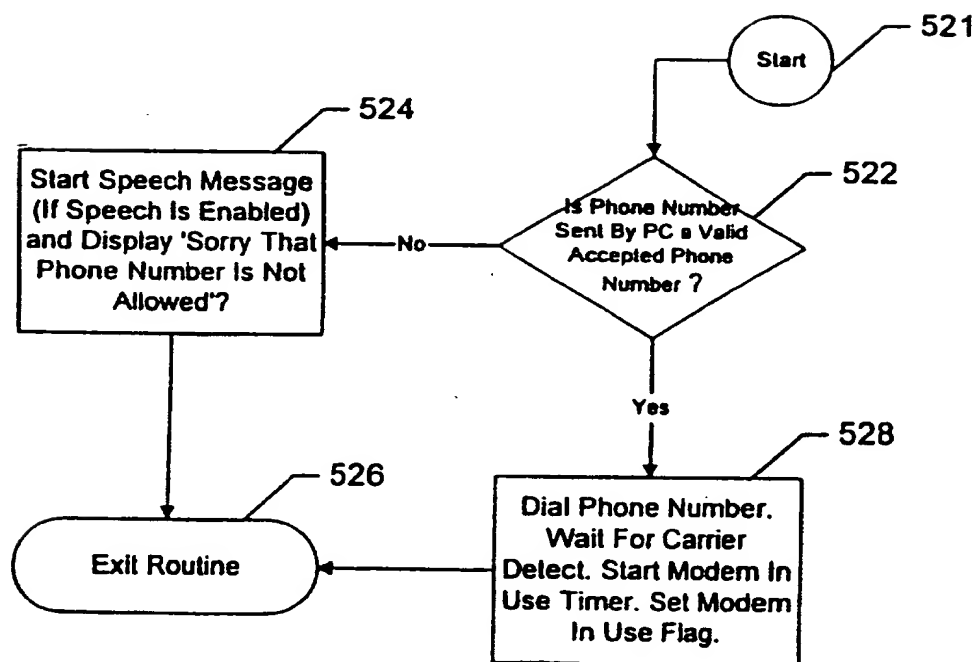 521
Start
524
Start Speech Message
(If Speech Is Enabled)
and Display 'Sorry That
Phone Number Is Not
Allowed'?
522
Is Phone Number
Sent By PC a Valid
Accepted Phone
Number ?
No
Yes
526
Exit Routine
528
Dial Phone Number.
Wait For Carrier
Detect. Start Modem In
Use Timer. Set Modem
In Use Flag.